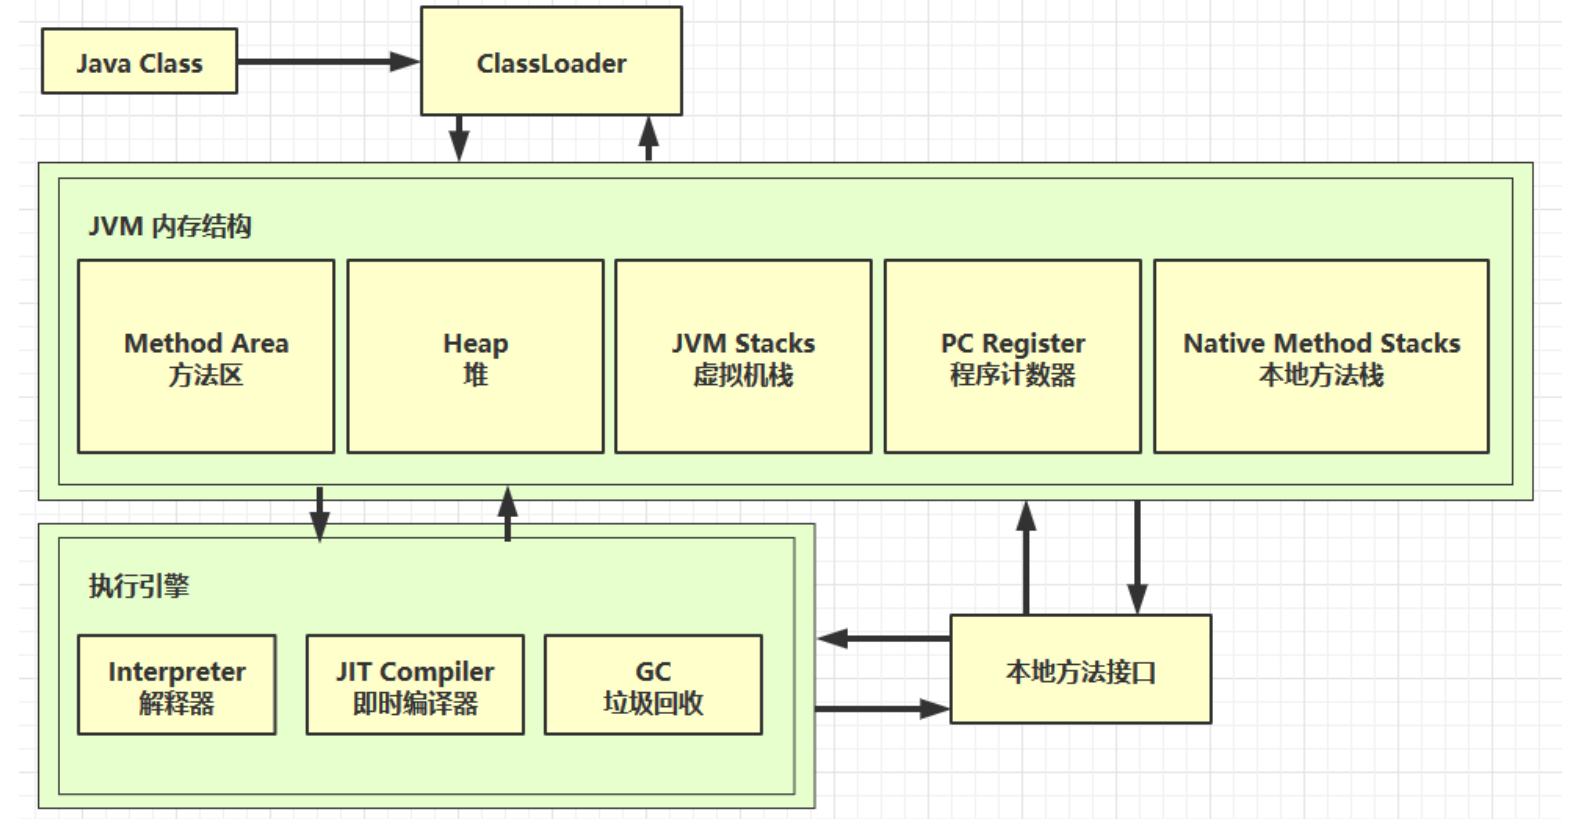 Java Class
ClassLoader
JVM 内存结构
Method Area
方法区
Heap
堆
JVM Stacks
虚拟机栈
PC Register
程序计数器
Native Method Stacks
本地方法栈
执行引擎
Interpreter
解释器
JIT Compiler
即时编译器
GC
垃圾回收
本地方法接口